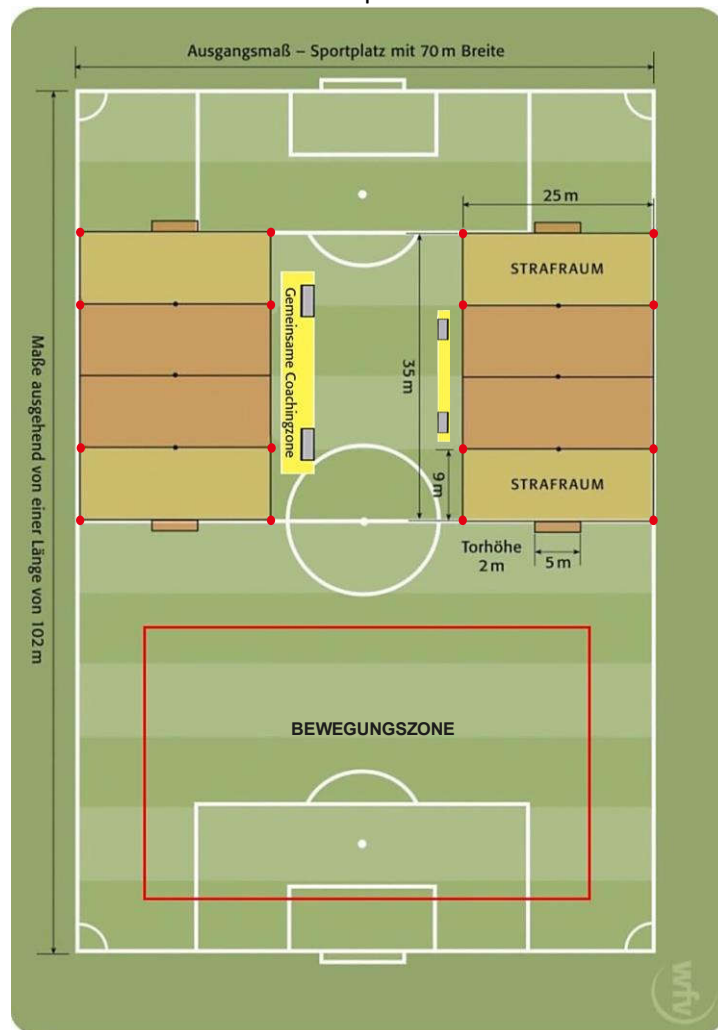 Ausgangsmaß – Sportplatz mit 70 m Breite
25 m
STRAFRAUM
Gemeinsame Coachingzone
35 m
Maße ausgehend von einer Länge von 102 m
9 m
STRAFRAUM
Torhöhe
2 m
5 m
BEWEGUNGSZONE
wfv